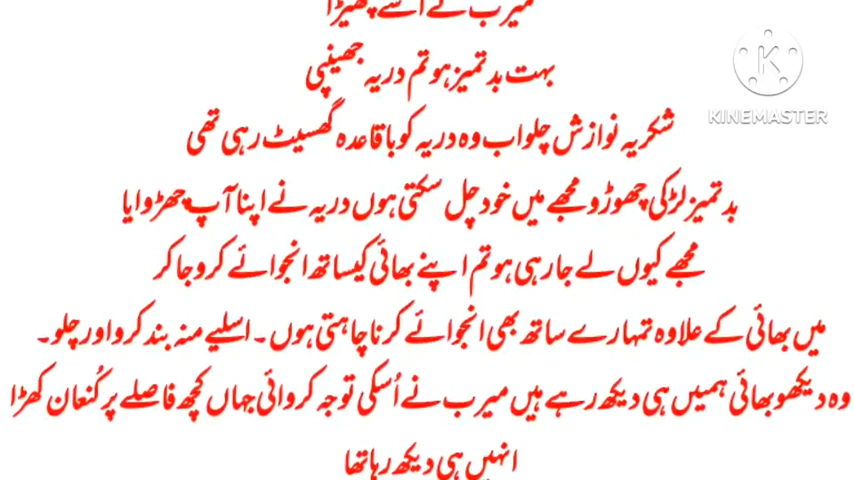 میرب نے اسے چھیڑا
بہت بدتمیز ہو تم دریہ جھینپی
KINEMASTER
شکریہ نوازش چلو اب وہ دریہ کو باقاعدہ گھسیٹ رہی تھی
بدتمیز لڑکی چھوڑو مجھے میں خود چل سکتی ہوں دریہ نے اپنا آپ چھڑوایا
مجھے کیوں لے جا رہی ہو تم اپنے بھائی کیساتھ انجوائے کرو جا کر
میں بھائی کے علاوہ تمہارے ساتھ بھی انجوائے کرنا چاہتی ہوں۔ اسلیے منہ بند کرو اور چلو۔
وہ دیکھو بھائی ہمیں ہی دیکھ رہے ہیں میرب نے اُسکی توجہ کروائی جہاں کچھ فاصلے پر کُنعان کھڑا
انہیں ہی دیکھ رہا تھا